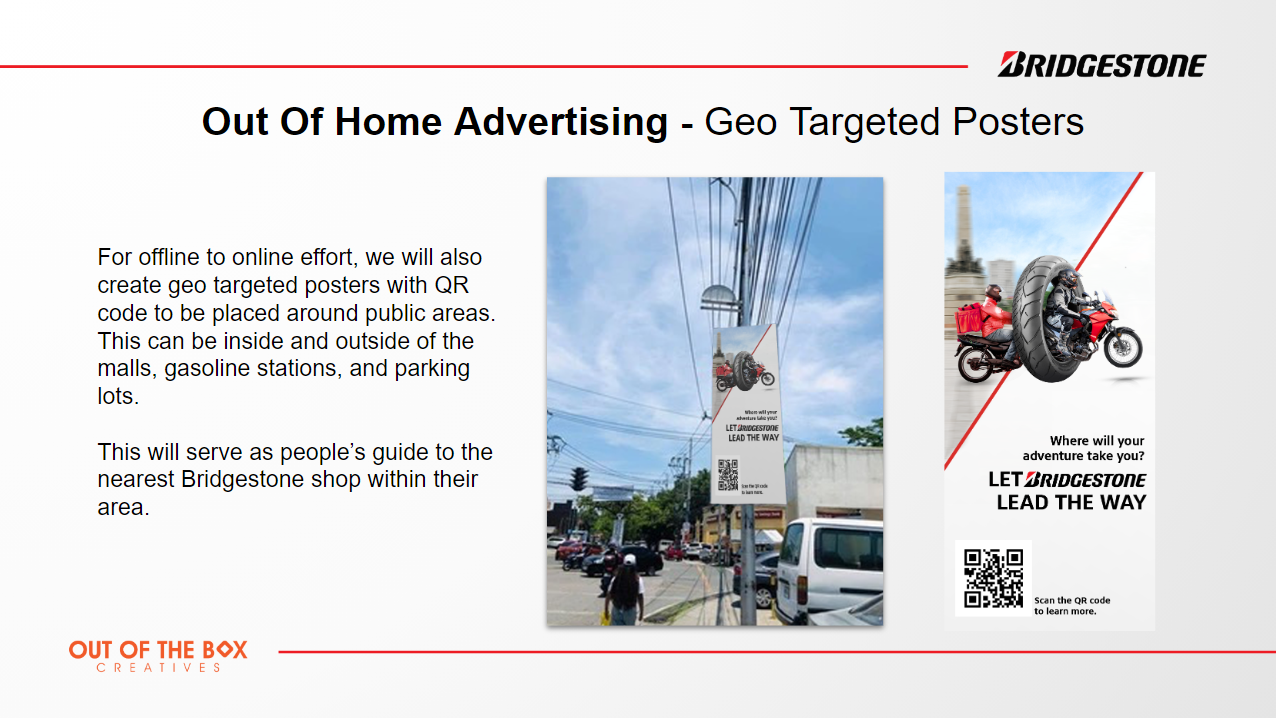 BRIDGESTONE
Out Of Home Advertising - Geo Targeted Posters
For offline to online effort, we will also
create geo targeted posters with QR
code to be placed around public areas.
This can be inside and outside of the
malls, gasoline stations, and parking
lots.
This will serve as people’s guide to the
nearest Bridgestone shop within their
area.
Where will your
adventure take you?
LET BRIDGESTONE
LEAD THE WAY
Scan the QR code
to learn more.
Where will your
adventure take you?
LET BRIDGESTONE
LEAD THE WAY
Scan the QR code
to learn more.
OUT OF THE BOX
CREATIVES